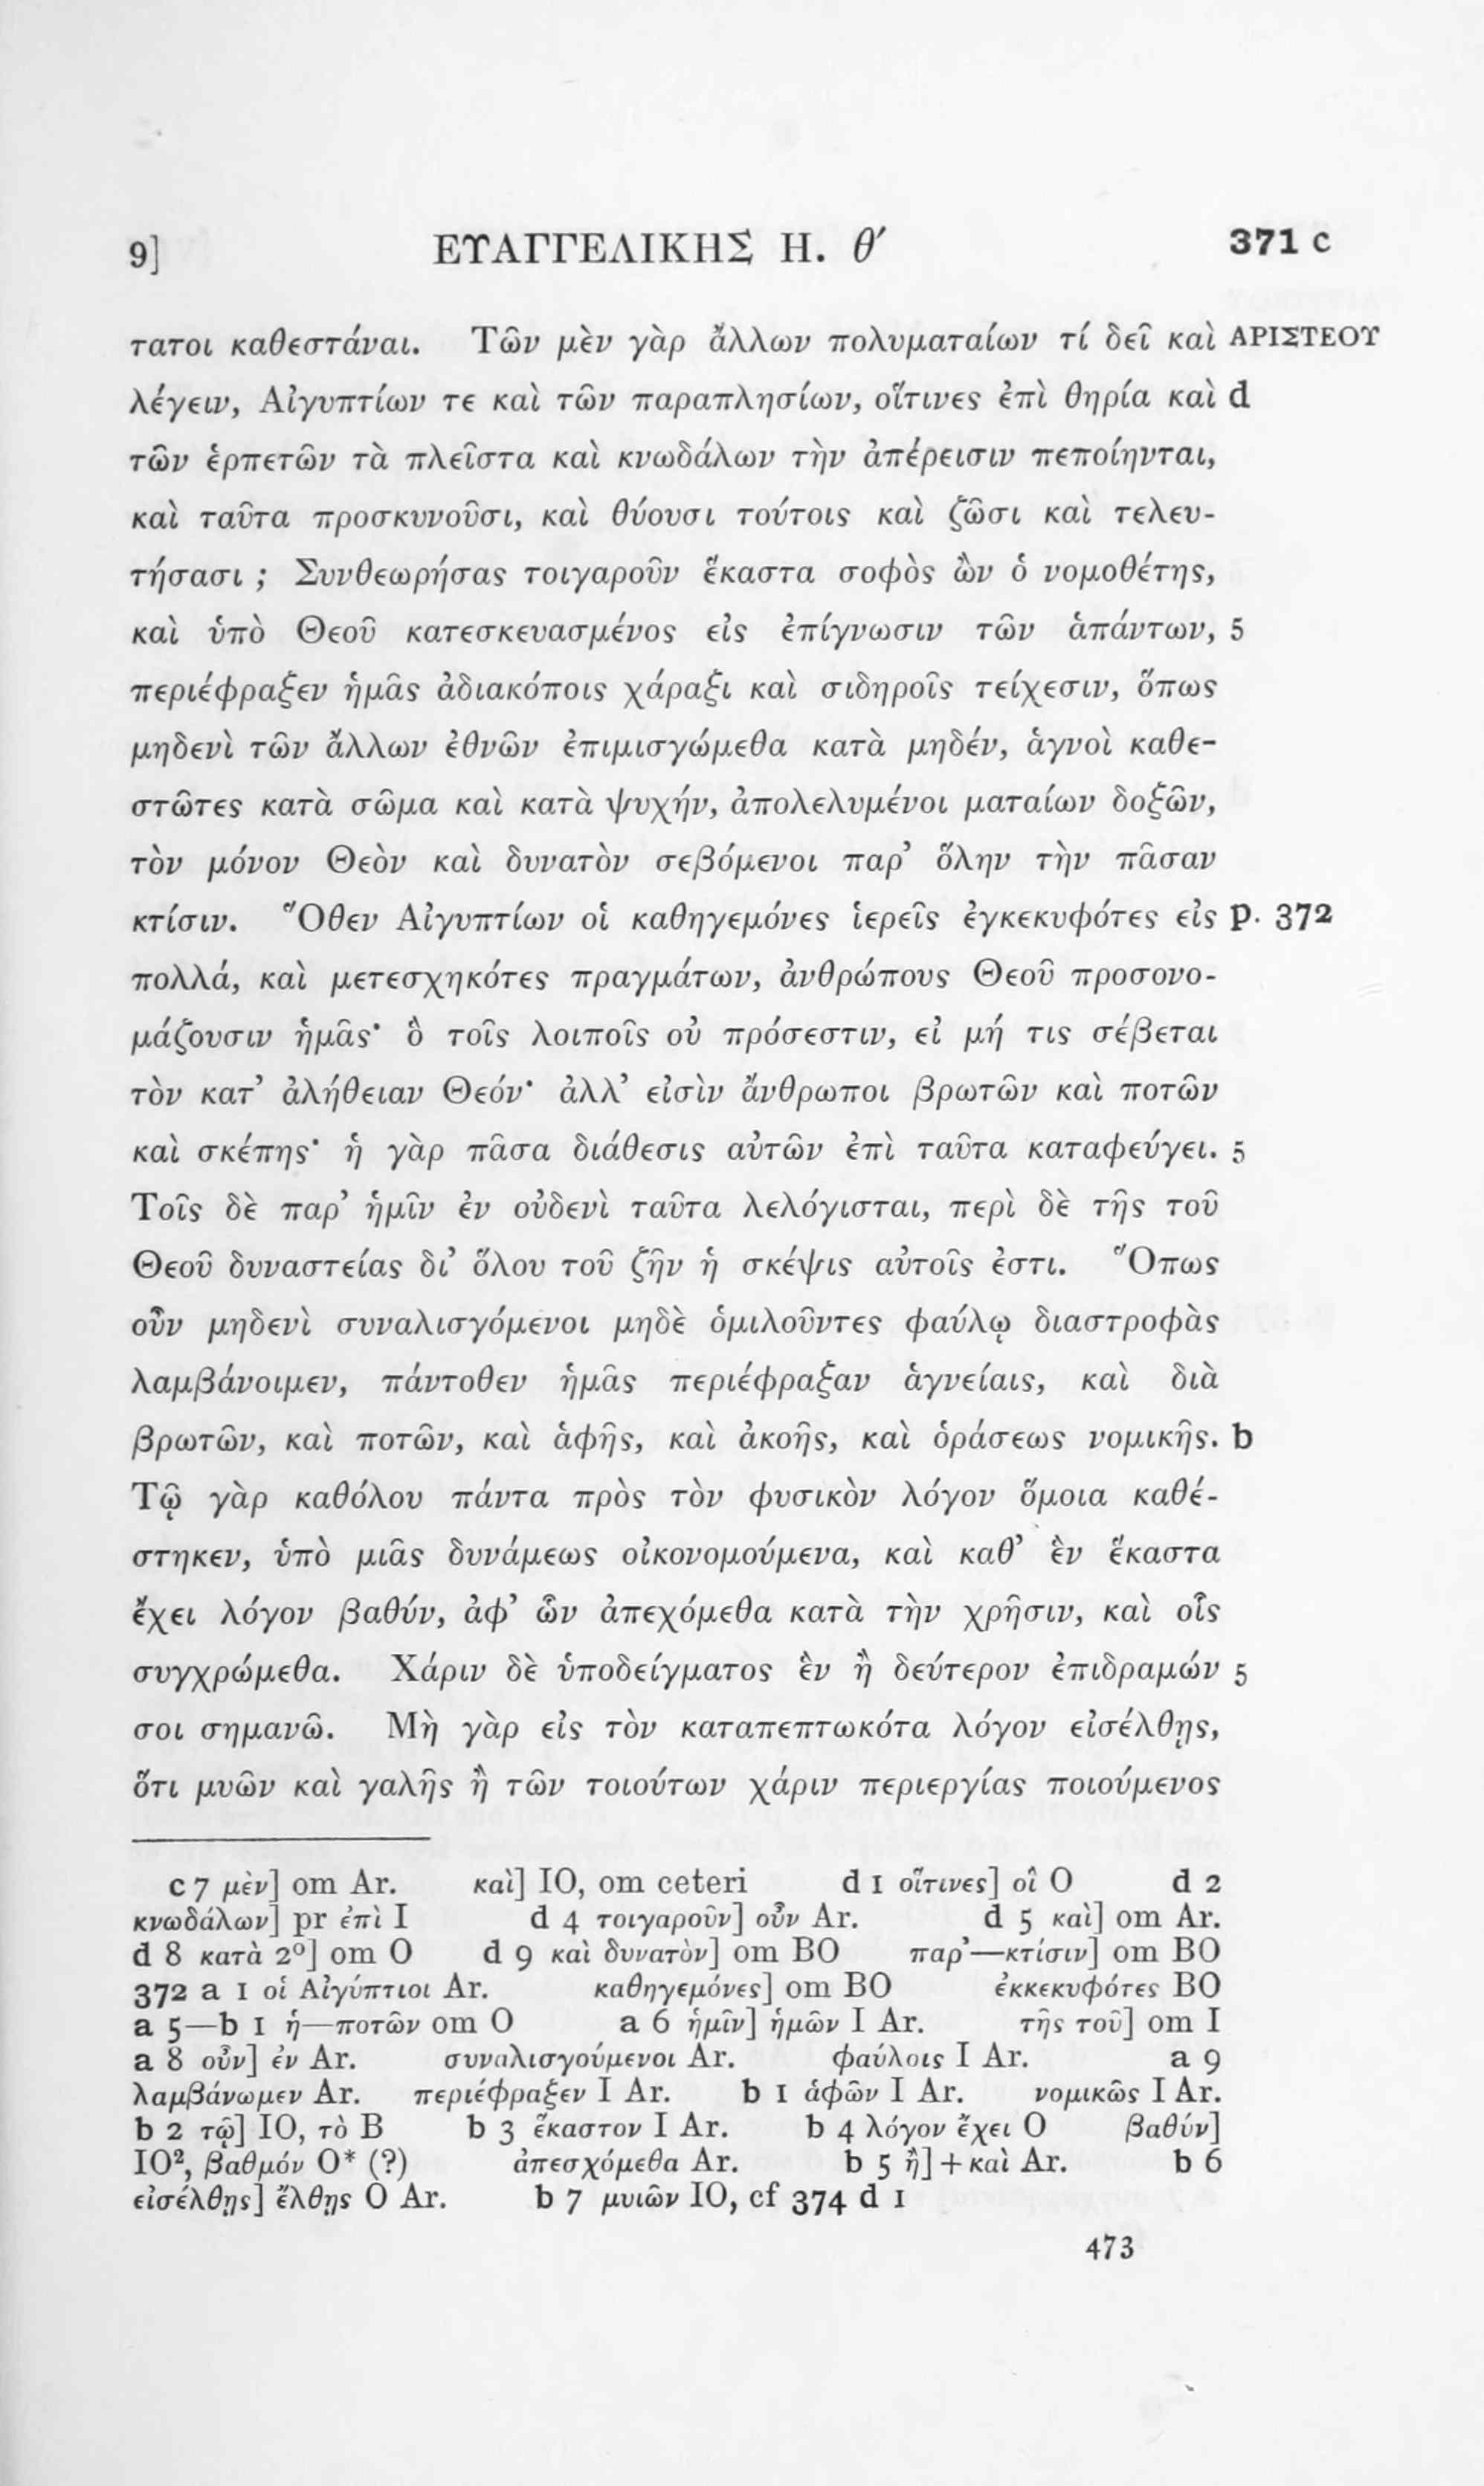 9] ΕΥΑΓΓΕΛΙΚΗΣ Η. θ′ 371 c
τατοι καθεστάναι. Τῶν μὲν γὰρ ἄλλων πολυματαίων τί δεῖ καὶ ΑΡΙΣΤΕΟΥ
λέγειν, Αἰγυπτίων τε καὶ τῶν παραπλησίων, οἵτινες ἐπὶ θηρία καὶ d
τῶν ἑρπετῶν τὰ πλεῖστα καὶ κνωδάλων τὴν ἀπέρεισιν πεποίηνται,
καὶ ταῦτα προσκυνοῦσι, καὶ θύουσι τούτοις καὶ ζῶσι καὶ τελευ-
τήσασι ; Συνθεωρήσας τοιγαροῦν ἕκαστα σοφὸς ὢν ὁ νομοθέτης,
καὶ ὑπὸ Θεοῦ κατεσκευασμένος εἰς ἐπίγνωσιν τῶν ἁπάντων, 5
περιέφραξεν ἡμᾶς ἀδιακόποις χάραξι καὶ σιδηροῖς τείχεσιν, ὅπως
μηδενὶ τῶν ἄλλων ἐθνῶν ἐπιμισγώμεθα κατὰ μηδέν, ἁγνοὶ καθε-
στῶτες κατὰ σῶμα καὶ κατὰ ψυχήν, ἀπολελυμένοι ματαίων δοξῶν,
τὸν μόνον Θεὸν καὶ δυνατὸν σεβόμενοι παρ’ ὅλην τὴν πᾶσαν
κτίσιν. Ὅθεν Αἰγυπτίων οἱ καθηγεμόνες ἱερεῖς ἐγκεκυφότες εἰς p. 372
πολλά, καὶ μετεσχηκότες πραγμάτων, ἀνθρώπους Θεοῦ προσονο-
μάζουσιν ἡμᾶς· ὃ τοῖς λοιποῖς οὐ πρόσεστιν, εἰ μή τις σέβεται
τὸν κατ’ ἀλήθειαν Θεόν· ἀλλ’ εἰσὶν ἄνθρωποι βρωτῶν καὶ ποτῶν
καὶ σκέπης· ἡ γὰρ πᾶσα διάθεσις αὐτῶν ἐπὶ ταῦτα καταφεύγει. 5
Τοῖς δὲ παρ’ ἡμῖν ἐν οὐδενὶ ταῦτα λελόγισται, περὶ δὲ τῆς τοῦ
Θεοῦ δυναστείας δι’ ὅλου τοῦ ζῆν ἡ σκέψις αὐτοῖς ἐστι. Ὅπως
οὖν μηδενὶ συναλισγόμενοι μηδὲ ὁμιλοῦντες φαύλῳ διαστροφὰς
λαμβάνοιμεν, πάντοθεν ἡμᾶς περιέφραξαν ἁγνείαις, καὶ διὰ
βρωτῶν, καὶ ποτῶν, καὶ ἁφῆς, καὶ ἀκοῆς, καὶ ὁράσεως νομικῆς. b
Τῷ γὰρ καθόλου πάντα πρὸς τὸν φυσικὸν λόγον ὅμοια καθέ-
στηκεν, ὑπὸ μιᾶς δυνάμεως οἰκονομούμενα, καὶ καθ’ ἓν ἕκαστα
ἔχει λόγον βαθύν, ἀφ’ ὧν ἀπεχόμεθα κατὰ τὴν χρῆσιν, καὶ οἷς
συγχρώμεθα. Χάριν δὲ ὑποδείγματος ἓν ἢ δεύτερον ἐπιδραμών 5
σοι σημανῶ. Μὴ γὰρ εἰς τὸν καταπεπτωκότα λόγον εἰσέλθῃς,
ὅτι μυῶν καὶ γαλῆς ἢ τῶν τοιούτων χάριν περιεργίας ποιούμενος
c 7 μὲν] om Ar. καὶ] IO, om ceteri d 1 οἵτινες] οἳ O d 2
κνωδάλων] pr ἐπὶ I d 4 τοιγαροῦν] οὖν Ar. d 5 καὶ] om Ar.
d 8 κατὰ 2º] om O d 9 καὶ δυνατὸν] om BO παρ’—κτίσιν] om BO
372 a 1 οἱ Αἰγύπτιοι Ar. καθηγεμόνες] om BO ἐκκεκυφότες BO
a 5—b 1 ἡ—ποτῶν om O a 6 ἡμῖν] ἡμῶν I Ar. τῆς τοῦ] om I
a 8 οὖν] ἐν Ar. συναλισγούμενοι Ar. φαύλοις I Ar. a 9
λαμβάνωμεν Ar. περιέφραξεν I Ar. b 1 ἁφῶν I Ar. νομικῶς I Ar.
b 2 τῷ] IO, τὸ B b 3 ἕκαστον I Ar. b 4 λόγον ἔχει O βαθύν]
IO², βαθμόν O* (?) ἀπεσχόμεθα Ar. b 5 ἢ] + καὶ Ar. b 6
εἰσέλθῃς] ἔλθῃς O Ar. b 7 μυιῶν IO, cf 374 d 1
473